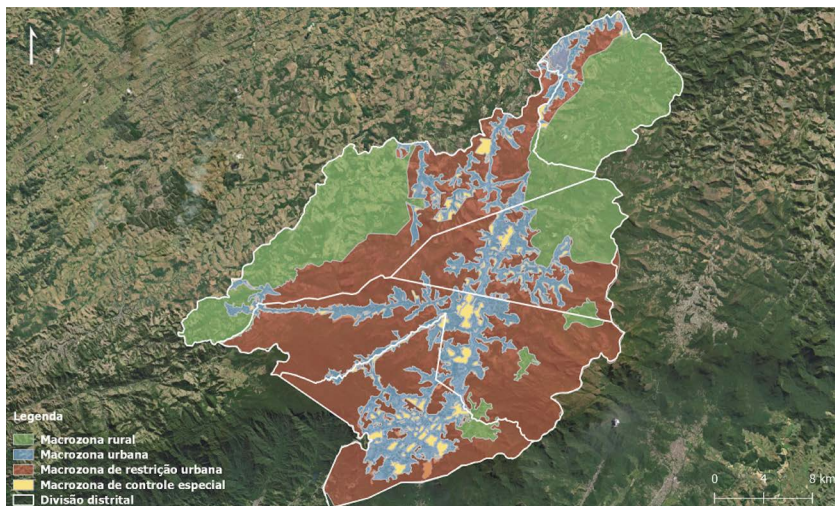 Legenda
Macrozona rural
Macrozona urbana
Macrozona de restrição urbana
Macrozona de controle especial
Divisão distrital
0 4 8 km